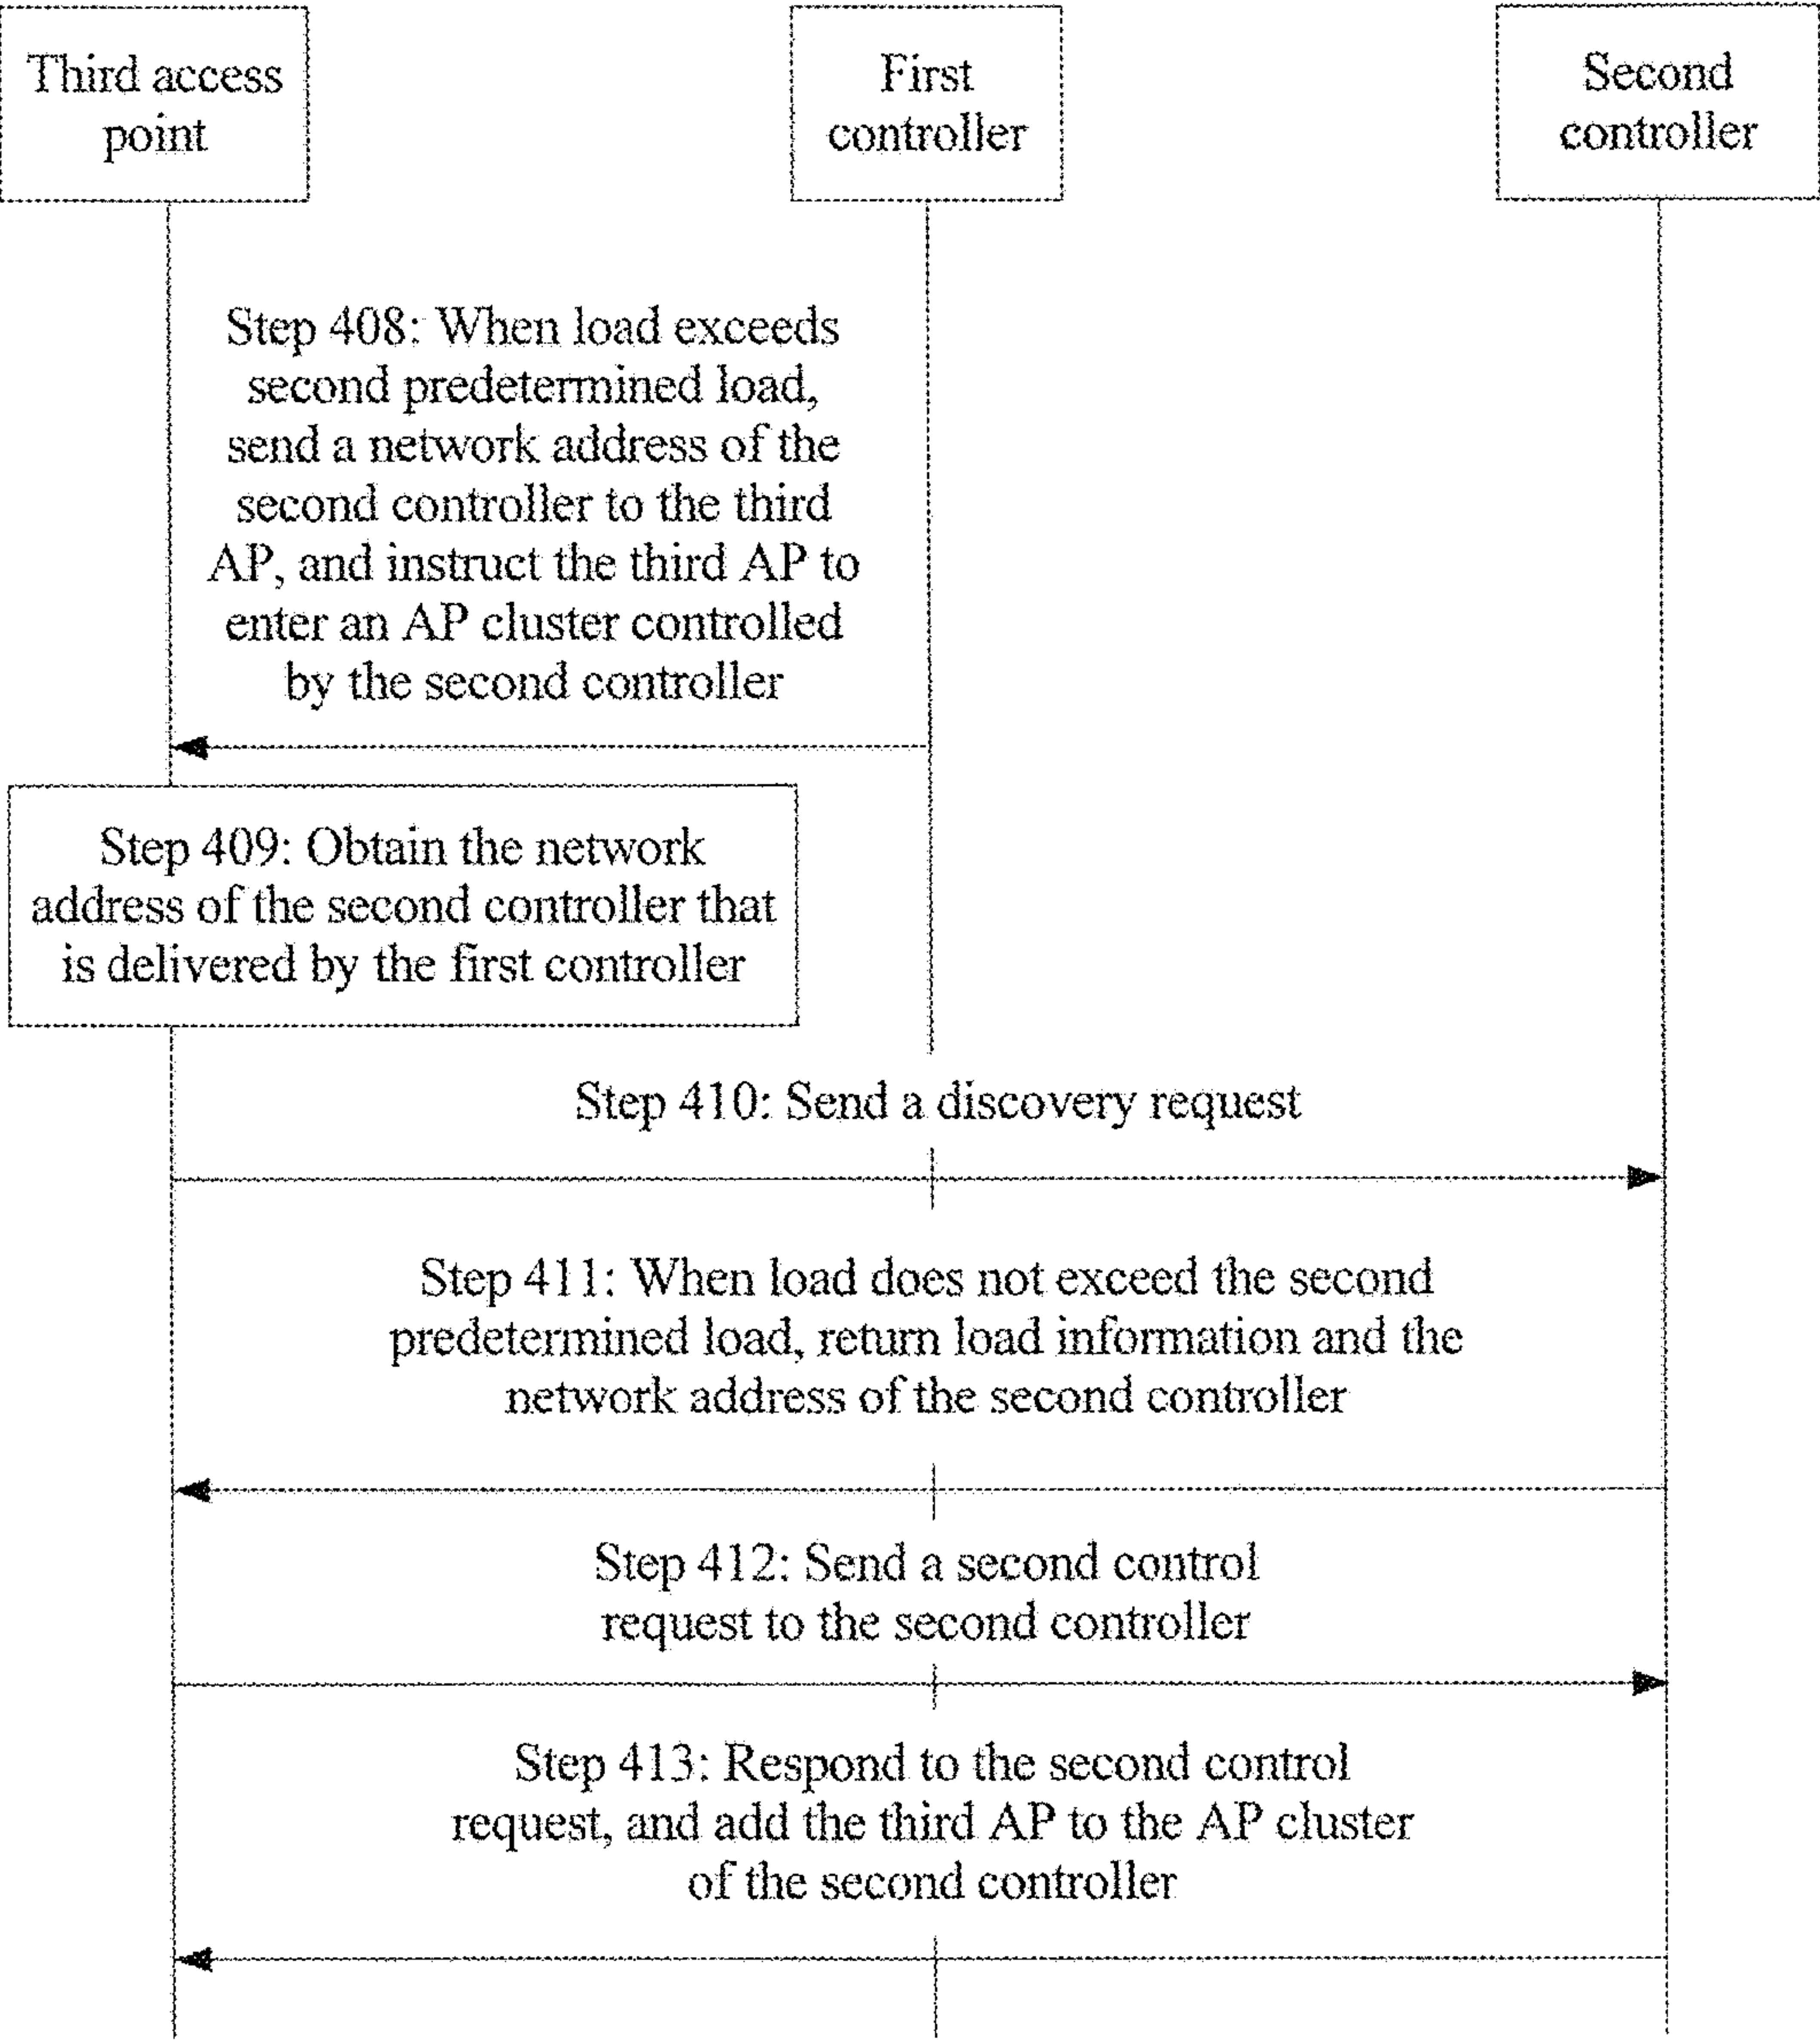 Third access
point
First
controller
Second
controller
Step 408: When load exceeds
second predetermined load,
send a network address of the
second controller to the third
AP, and instruct the third AP to
enter an AP cluster controlled
by the second controller
Step 409: Obtain the network
address of the second controller that
is delivered by the first controller
Step 410: Send a discovery request
Step 411: When load does not exceed the second
predetermined load, return load information and the
network address of the second controller
Step 412: Send a second control
request to the second controller
Step 413: Respond to the second control
request, and add the third AP to the AP cluster
of the second controller